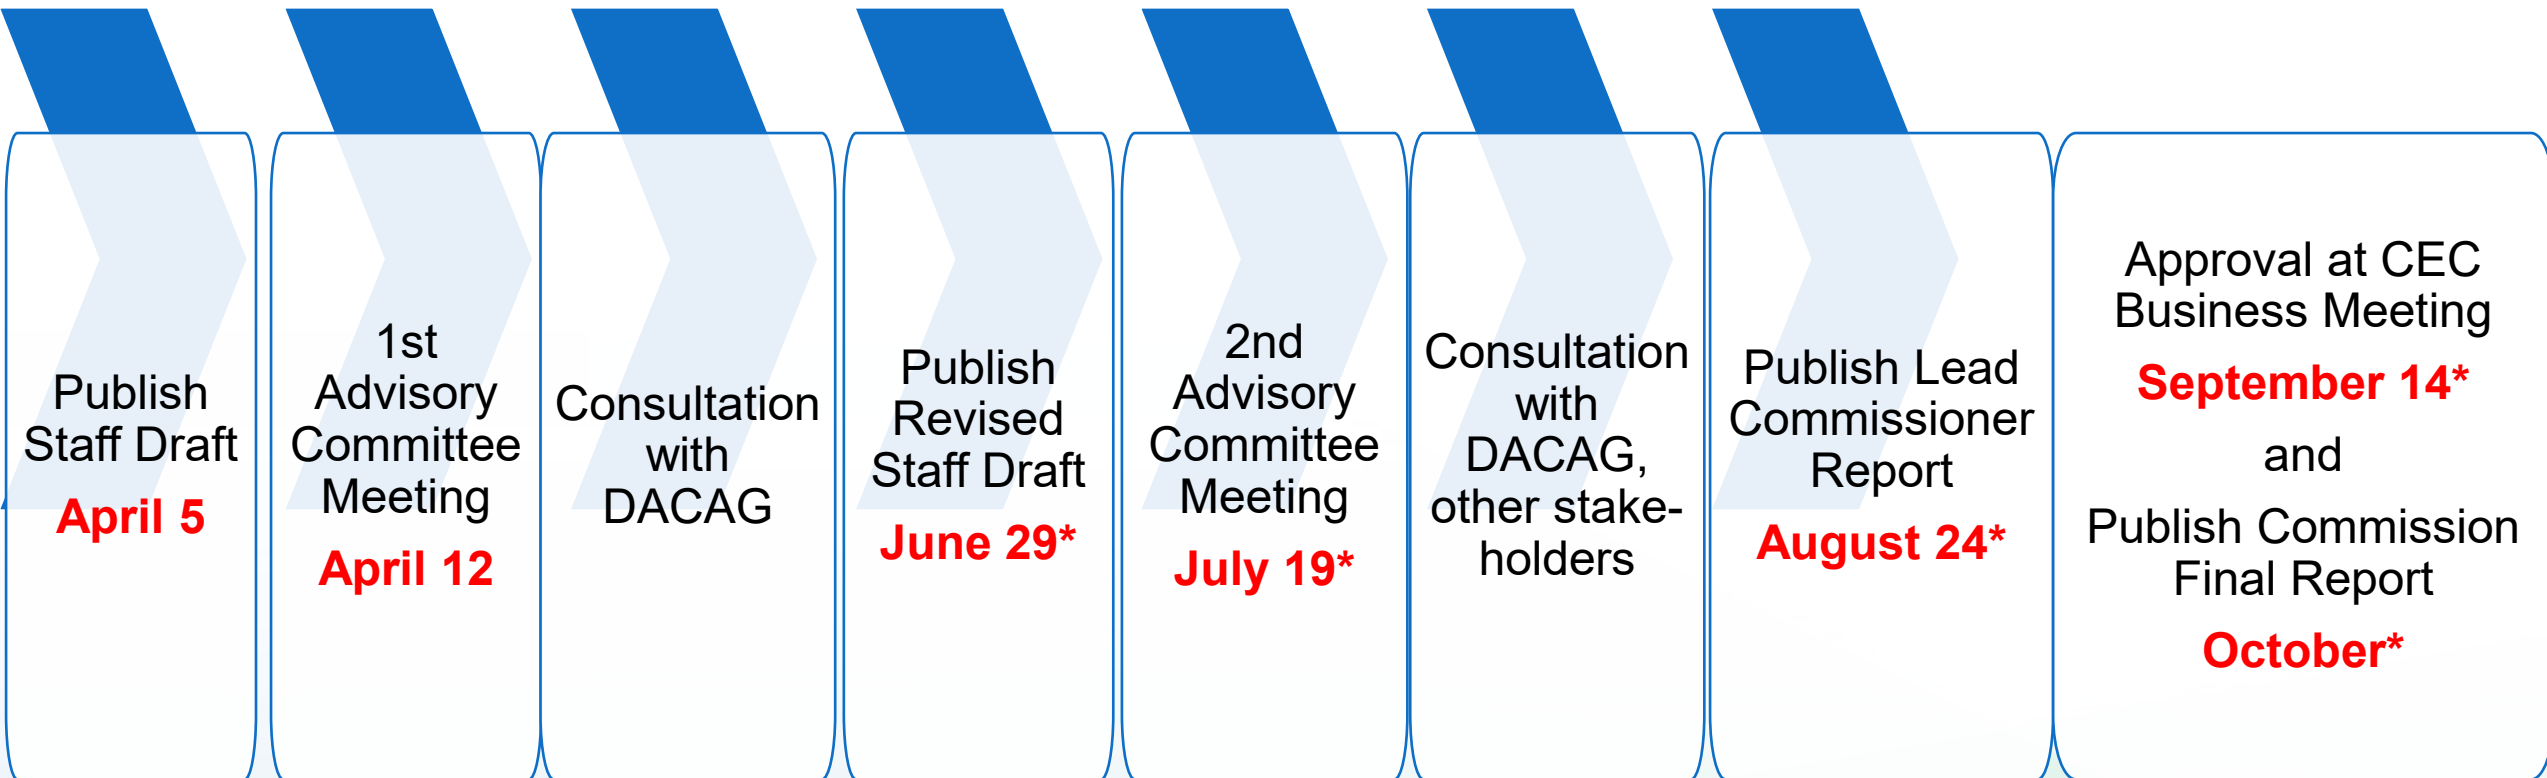 Publish
Staff Draft
April 5
1st
Advisory
Committee
Meeting
April 12
Consultation
with
DACAG
Publish
Revised
Staff Draft
June 29*
2nd
Advisory
Committee
Meeting
July 19*
Consultation
with
DACAG,
other stake-
holders
Publish Lead
Commissioner
Report
August 24*
Approval at CEC
Business Meeting
September 14*
and
Publish Commission
Final Report
October*